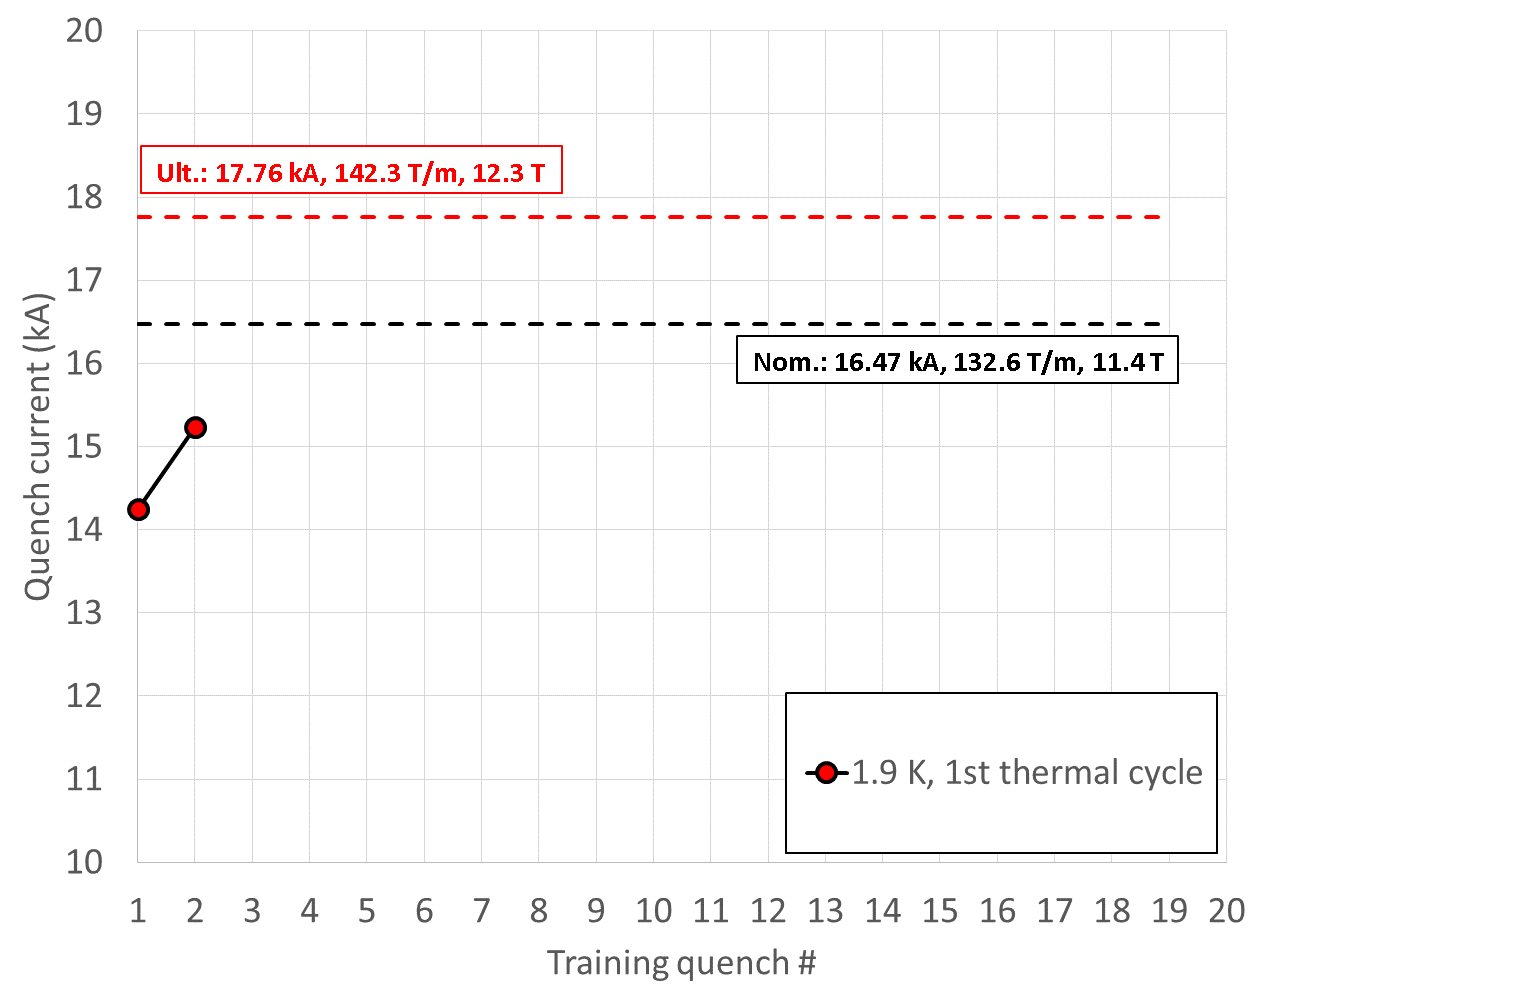 20
19
Ult.: 17.76 kA, 142.3 T/m, 12.3 T
18
17
16
Nom.: 16.47 kA, 132.6 T/m, 11.4 T
15
14
13
12
11
10
Quench current (kA)
1.9 K, 1st thermal cycle
1 2 3 4 5 6 7 8 9 10 11 12 13 14 15 16 17 18 19 20
Training quench #